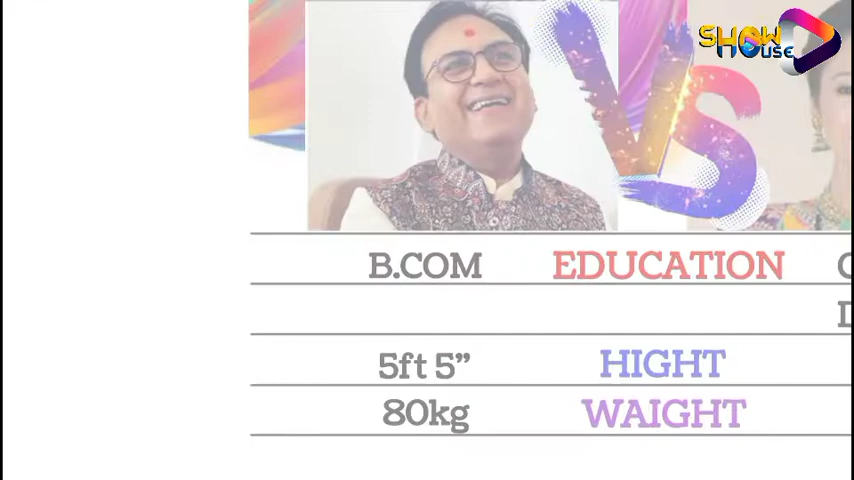 SHOW
HOUSE
VS
B.COM EDUCATION
5ft 5” HIGHT
80kg WAIGHT